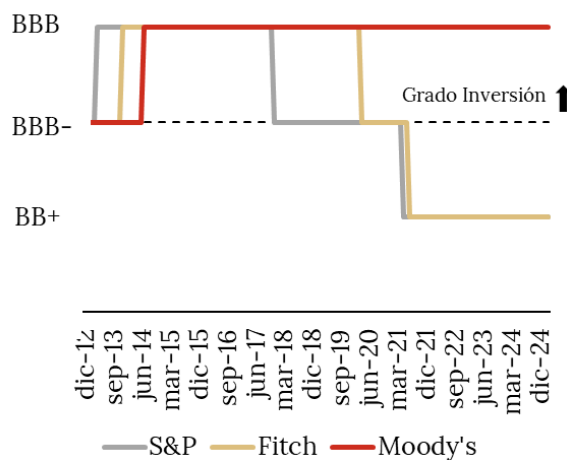 BBB
Grado Inversión
BBB-
BB+
dic-12
sep-13
jun-14
mar-15
dic-15
sep-16
jun-17
mar-18
dic-18
sep-19
jun-20
mar-21
dic-21
sep-22
jun-23
mar-24
dic-24
S&P
Fitch
Moody's